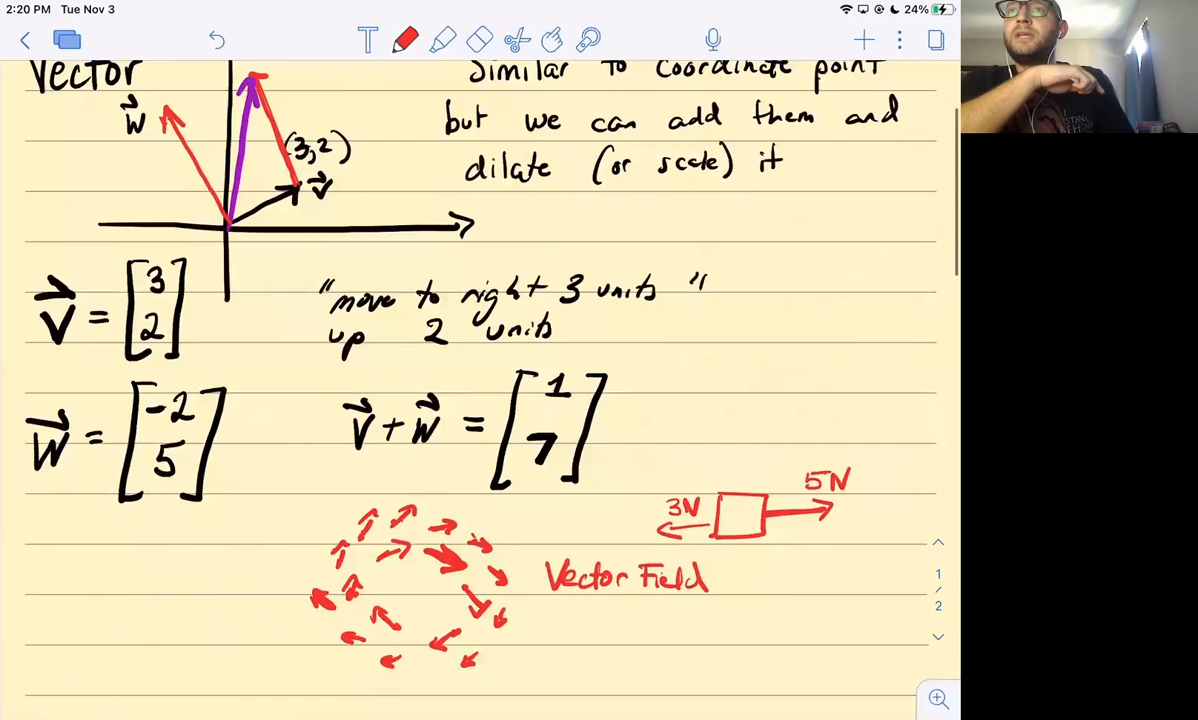 2:20 PM Tue Nov 3
24%
Vector
Similar to coordinate point
but we can add them and
dilate (or scale) it
W
(3,2)
V
V = [3 2]
"move to right 3 units"
up 2 units
W = [-2 5]
V + W = [1 7]
5N
3N
Vector Field
1
/
2